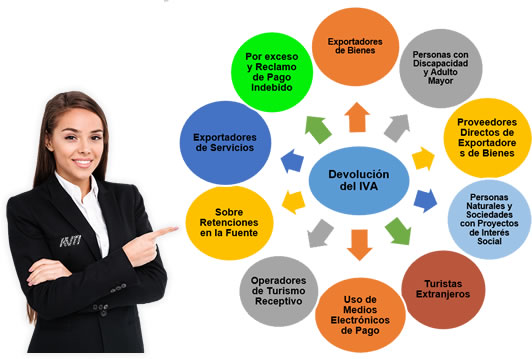 Exportadores
de Bienes
Personas con
Discapacidad
y Adulto
Mayor
Proveedores
Directos de
Exportadore
s de Bienes
Personas
Naturales y
Sociedades
con Proyectos
de Interés
Social
Turistas
Extranjeros
Uso de
Medios
Electrónicos
de Pago
Operadores
de Turismo
Receptivo
Sobre
Retenciones
en la Fuente
Exportadores
de Servicios
Por exceso
y Reclamo
de Pago
Indebido
Devolución
del IVA